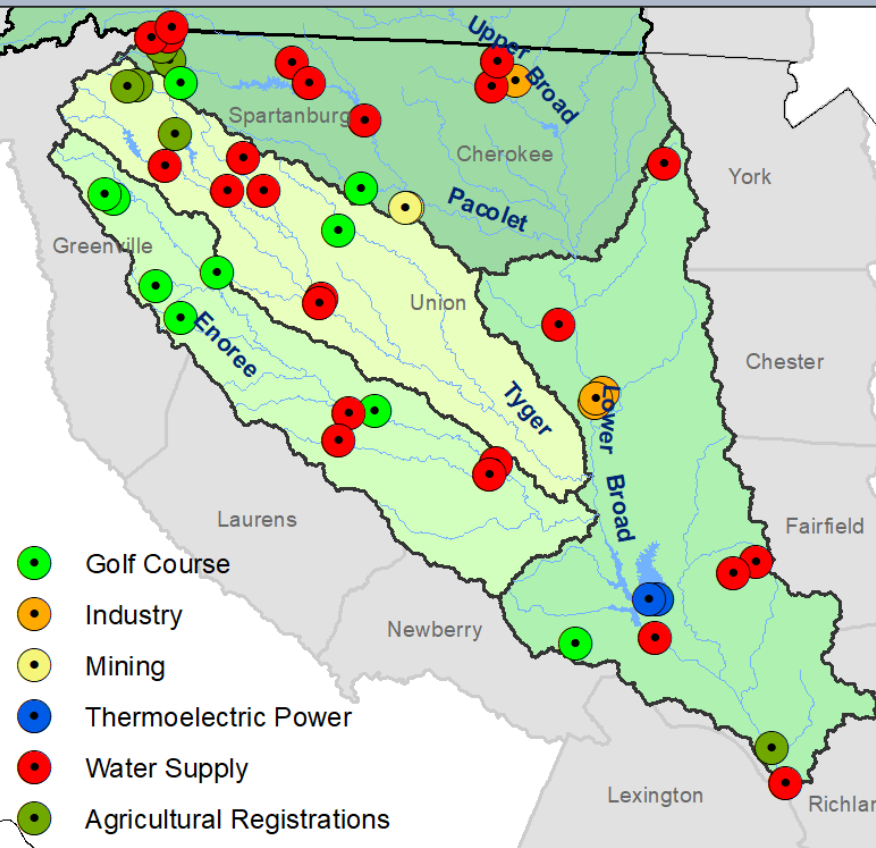 Upper
Broad
Spartanburg
Cherokee
York
Pacolet
Greenville
Union
Enoree
Chester
Tyger
Lower
Broad
Laurens
Fairfield
Newberry
Lexington
Richlan
Golf Course
Industry
Mining
Thermoelectric Power
Water Supply
Agricultural Registrations